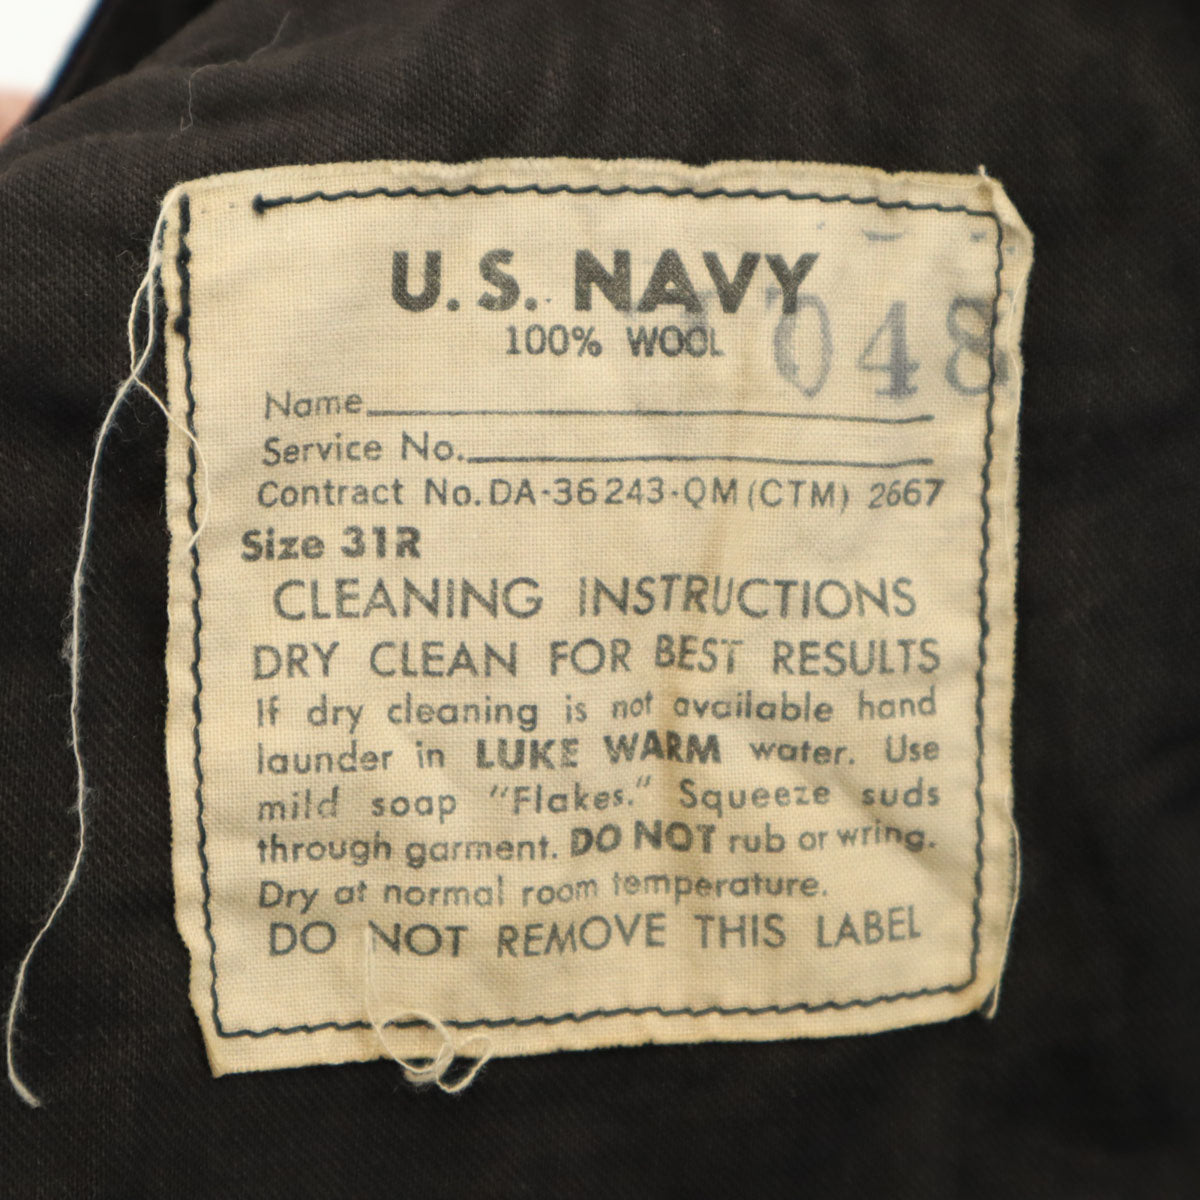 U.S. NAVY
100% WOOL
048
Name
Service No.
Contract No. DA-36243-QM (CTM) 2667
Size 31R
CLEANING INSTRUCTIONS
DRY CLEAN FOR BEST RESULTS
If dry cleaning is not available hand
launder in LUKE WARM water. Use
mild soap "Flakes." Squeeze suds
through garment. DO NOT rub or wring.
Dry at normal room temperature.
DO NOT REMOVE THIS LABEL